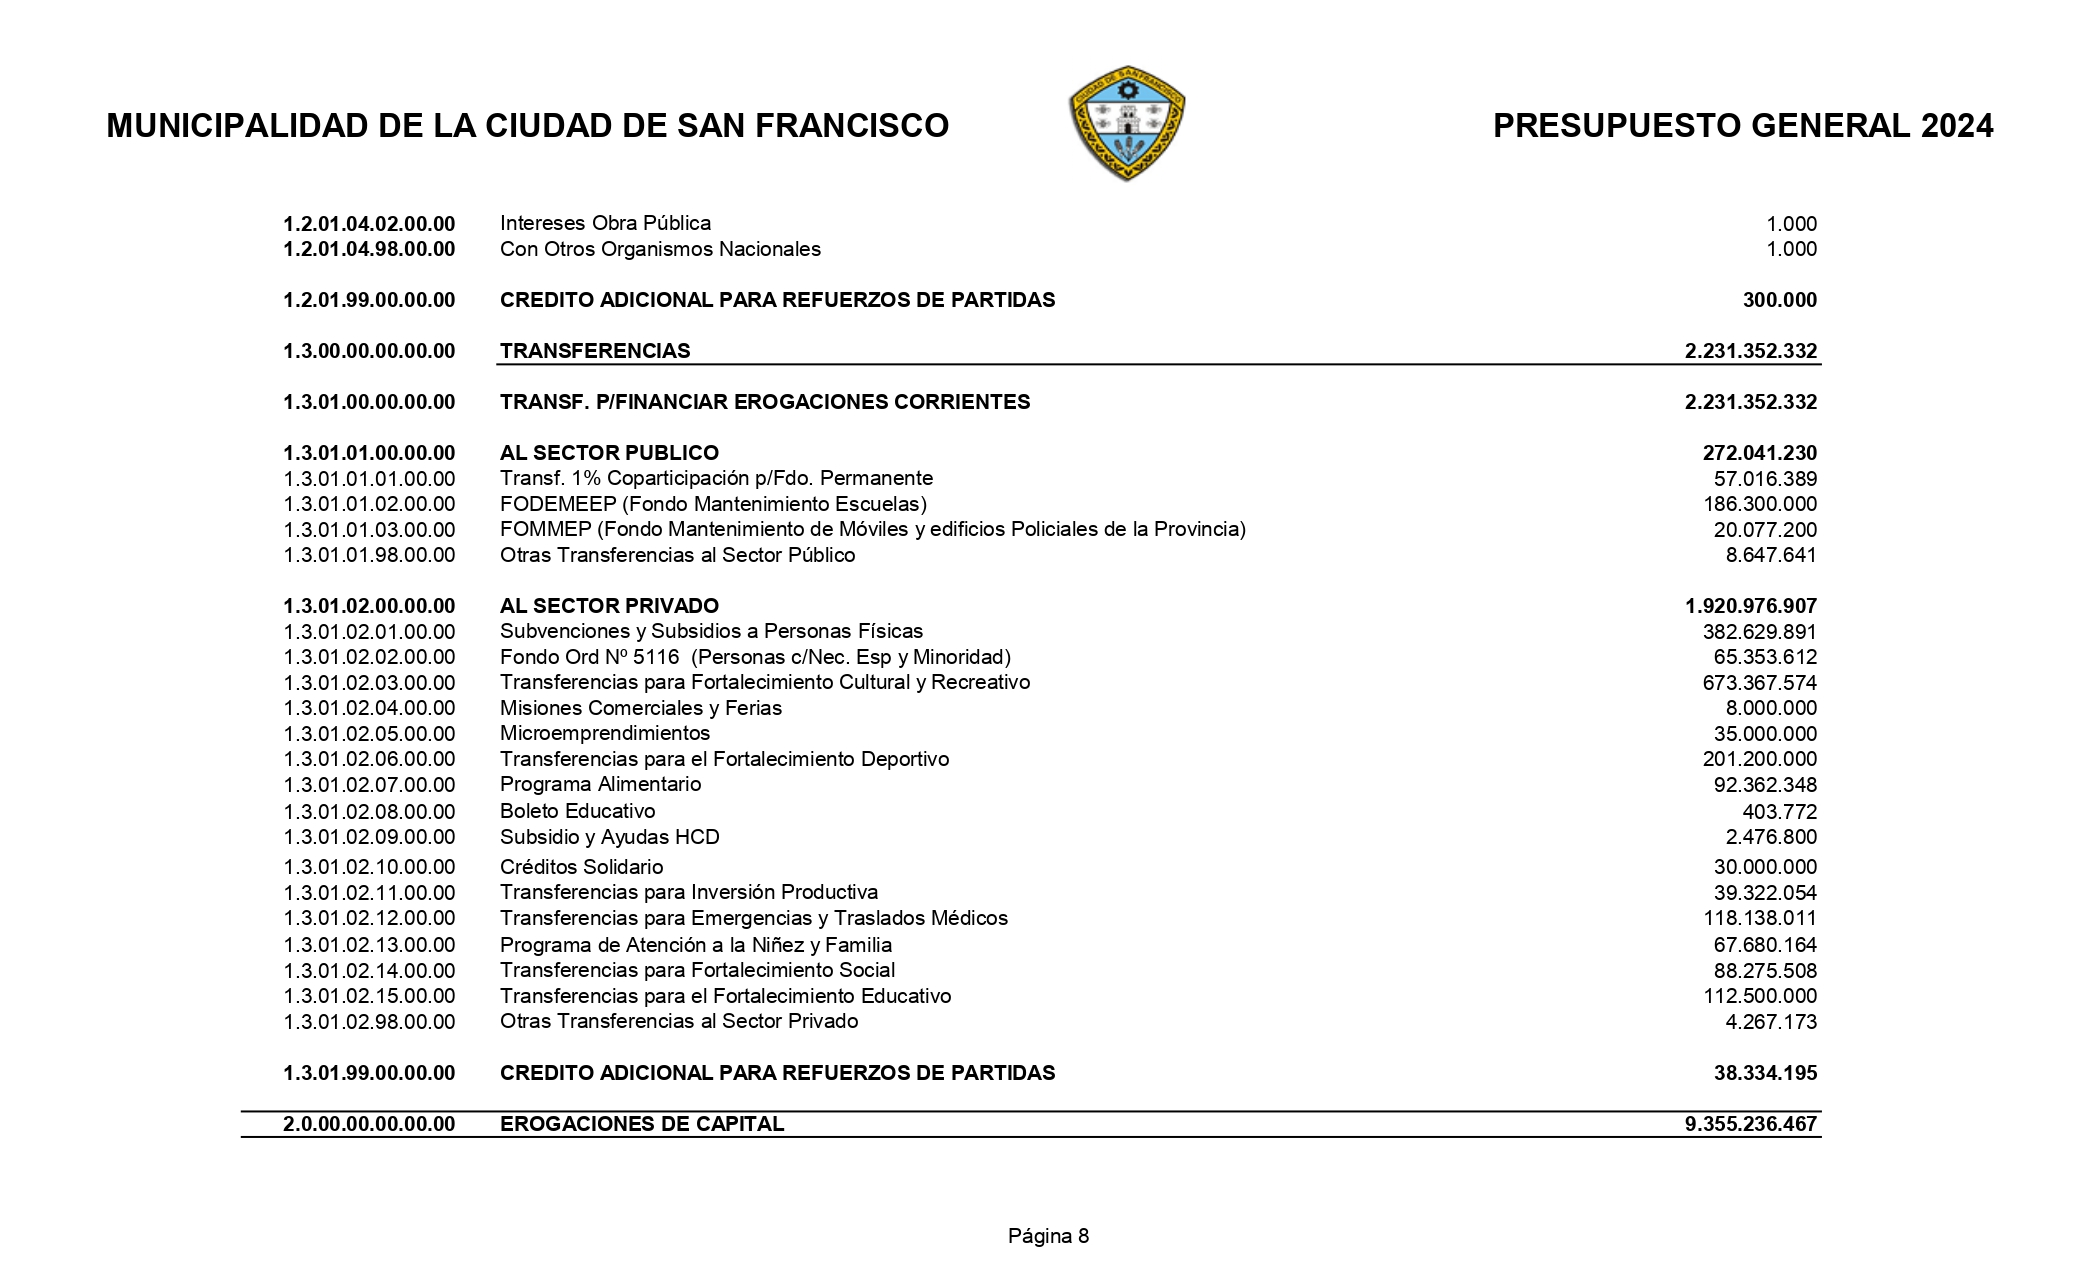 MUNICIPALIDAD DE LA CIUDAD DE SAN FRANCISCO
CIUDAD DE SAN FRANCISCO
PRESUPUESTO GENERAL 2024
1.2.01.04.02.00.00 Intereses Obra Pública 1.000
1.2.01.04.98.00.00 Con Otros Organismos Nacionales 1.000
1.2.01.99.00.00.00 CREDITO ADICIONAL PARA REFUERZOS DE PARTIDAS 300.000
1.3.00.00.00.00.00 TRANSFERENCIAS 2.231.352.332
1.3.01.00.00.00.00 TRANSF. P/FINANCIAR EROGACIONES CORRIENTES 2.231.352.332
1.3.01.01.00.00.00 AL SECTOR PUBLICO 272.041.230
1.3.01.01.01.00.00 Transf. 1% Coparticipación p/Fdo. Permanente 57.016.389
1.3.01.01.02.00.00 FODEMEEP (Fondo Mantenimiento Escuelas) 186.300.000
1.3.01.01.03.00.00 FOMMEP (Fondo Mantenimiento de Móviles y edificios Policiales de la Provincia) 20.077.200
1.3.01.01.98.00.00 Otras Transferencias al Sector Público 8.647.641
1.3.01.02.00.00.00 AL SECTOR PRIVADO 1.920.976.907
1.3.01.02.01.00.00 Subvenciones y Subsidios a Personas Físicas 382.629.891
1.3.01.02.02.00.00 Fondo Ord Nº 5116 (Personas c/Nec. Esp y Minoridad) 65.353.612
1.3.01.02.03.00.00 Transferencias para Fortalecimiento Cultural y Recreativo 673.367.574
1.3.01.02.04.00.00 Misiones Comerciales y Ferias 8.000.000
1.3.01.02.05.00.00 Microemprendimientos 35.000.000
1.3.01.02.06.00.00 Transferencias para el Fortalecimiento Deportivo 201.200.000
1.3.01.02.07.00.00 Programa Alimentario 92.362.348
1.3.01.02.08.00.00 Boleto Educativo 403.772
1.3.01.02.09.00.00 Subsidio y Ayudas HCD 2.476.800
1.3.01.02.10.00.00 Créditos Solidario 30.000.000
1.3.01.02.11.00.00 Transferencias para Inversión Productiva 39.322.054
1.3.01.02.12.00.00 Transferencias para Emergencias y Traslados Médicos 118.138.011
1.3.01.02.13.00.00 Programa de Atención a la Niñez y Familia 67.680.164
1.3.01.02.14.00.00 Transferencias para Fortalecimiento Social 88.275.508
1.3.01.02.15.00.00 Transferencias para el Fortalecimiento Educativo 112.500.000
1.3.01.02.98.00.00 Otras Transferencias al Sector Privado 4.267.173
1.3.01.99.00.00.00 CREDITO ADICIONAL PARA REFUERZOS DE PARTIDAS 38.334.195
2.0.00.00.00.00.00 EROGACIONES DE CAPITAL 9.355.236.467
Página 8